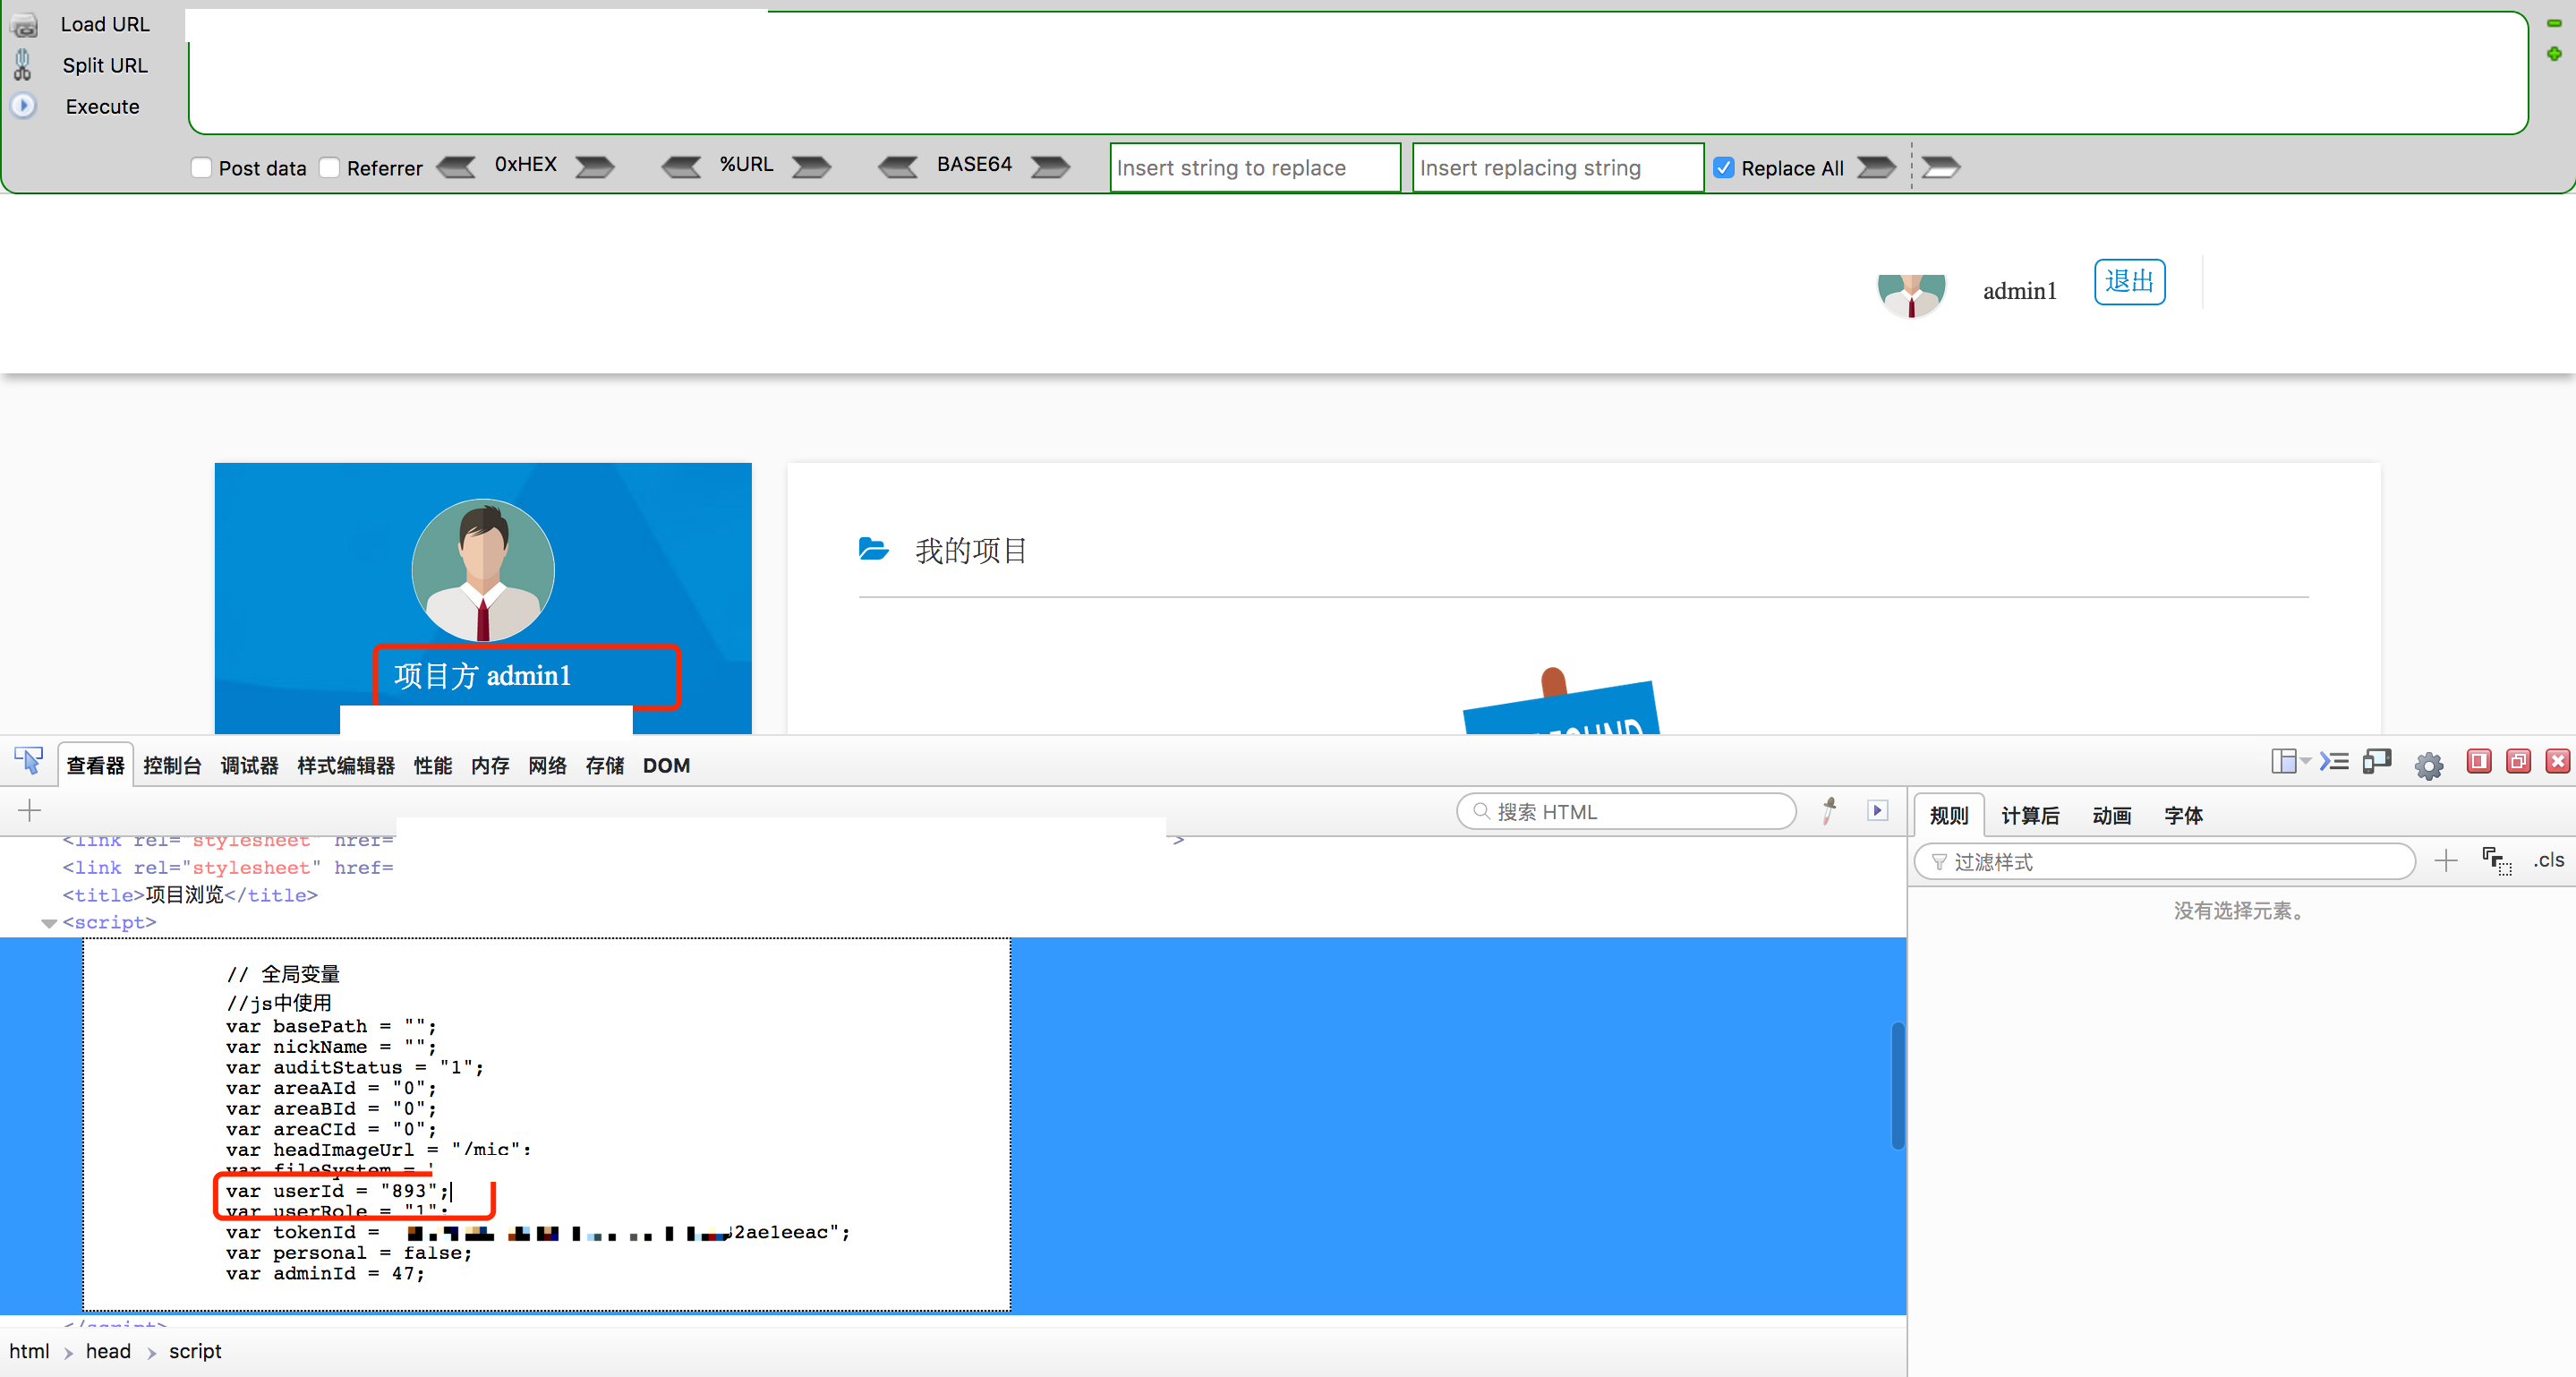 Load URL
Split URL
Execute
Post data
Referrer
0xHEX
%URL
BASE64
Insert string to replace
Insert replacing string
Replace All
admin1
退出
项目方 admin1
我的项目
查看器 控制台 调试器 样式编辑器 性能 内存 网络 存储 DOM
搜索 HTML
规则 计算后 动画 字体
过滤样式
.cls
没有选择元素。
<link rel="stylesheet" href= >
<link rel="stylesheet" href=
<title>项目浏览</title>
<script>
// 全局变量
//js中使用
var basePath = "";
var nickName = "";
var auditStatus = "1";
var areaAId = "0";
var areaBId = "0";
var areaCId = "0";
var headImageUrl = "/mic";
var fileSystem = '
var userId = "893";
var userRole = "1";
var tokenId = 2ae1eeac";
var personal = false;
var adminId = 47;
</script>
html > head > script